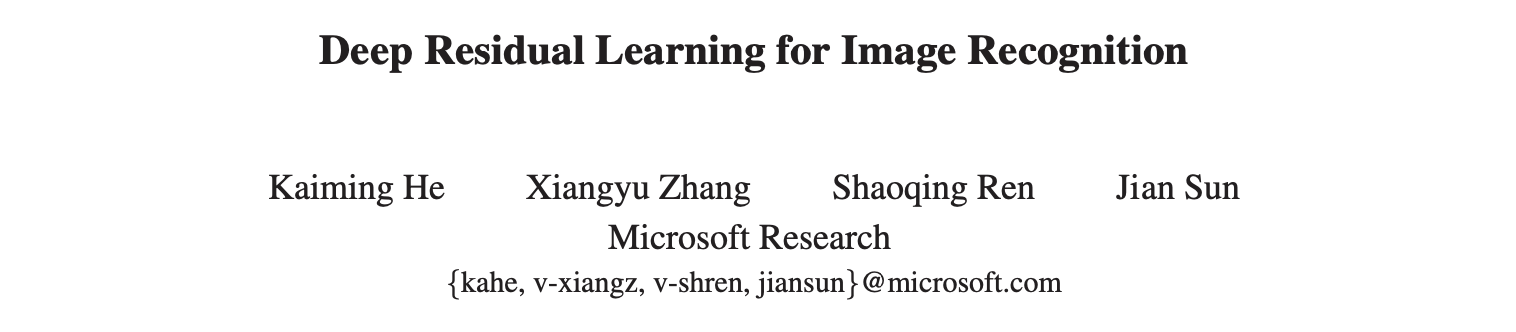 Deep Residual Learning for Image Recognition
Kaiming He Xiangyu Zhang Shaoqing Ren Jian Sun
Microsoft Research
{kahe, v-xiangz, v-shren, jiansun}@microsoft.com